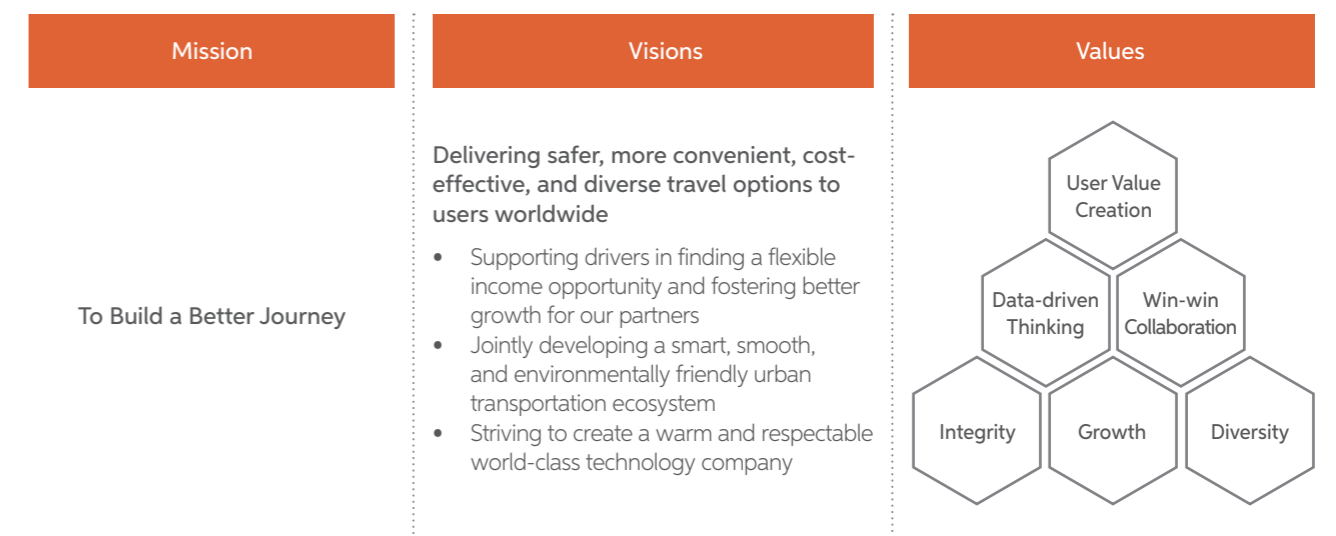 Mission
To Build a Better Journey
Visions
Delivering safer, more convenient, cost-
effective, and diverse travel options to
users worldwide
• Supporting drivers in finding a flexible
income opportunity and fostering better
growth for our partners
• Jointly developing a smart, smooth,
and environmentally friendly urban
transportation ecosystem
• Striving to create a warm and respectable
world-class technology company
Values
User Value
Creation
Data-driven
Thinking
Win-win
Collaboration
Integrity
Growth
Diversity